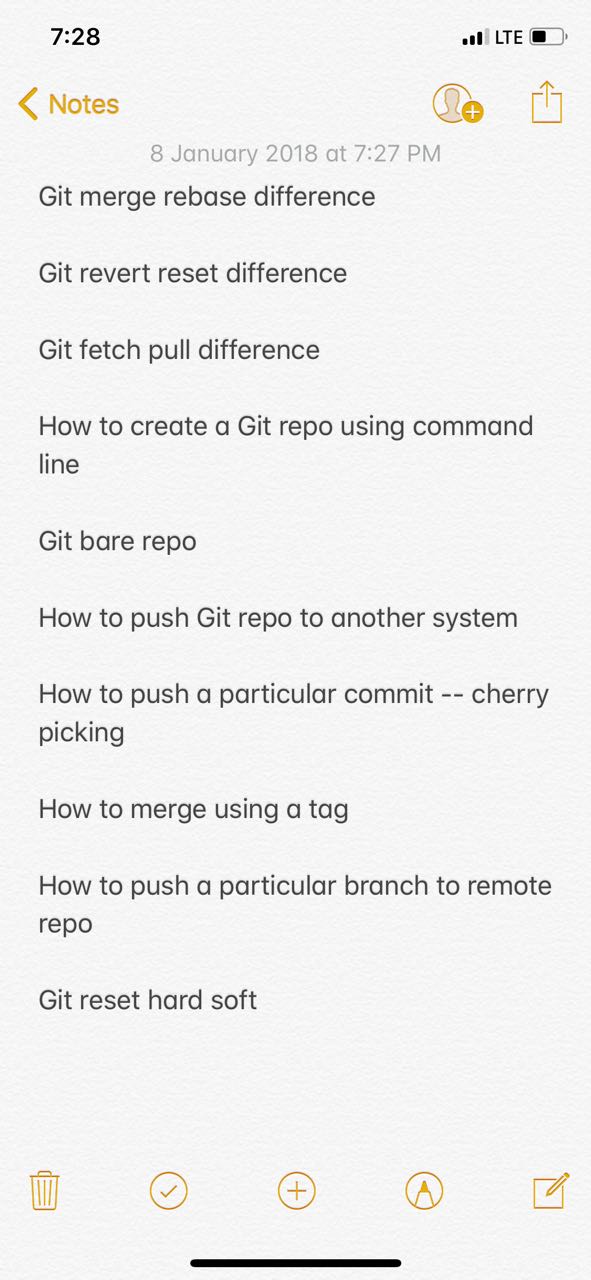 7:28
LTE
Notes
8 January 2018 at 7:27 PM
Git merge rebase difference
Git revert reset difference
Git fetch pull difference
How to create a Git repo using command
line
Git bare repo
How to push Git repo to another system
How to push a particular commit -- cherry
picking
How to merge using a tag
How to push a particular branch to remote
repo
Git reset hard soft